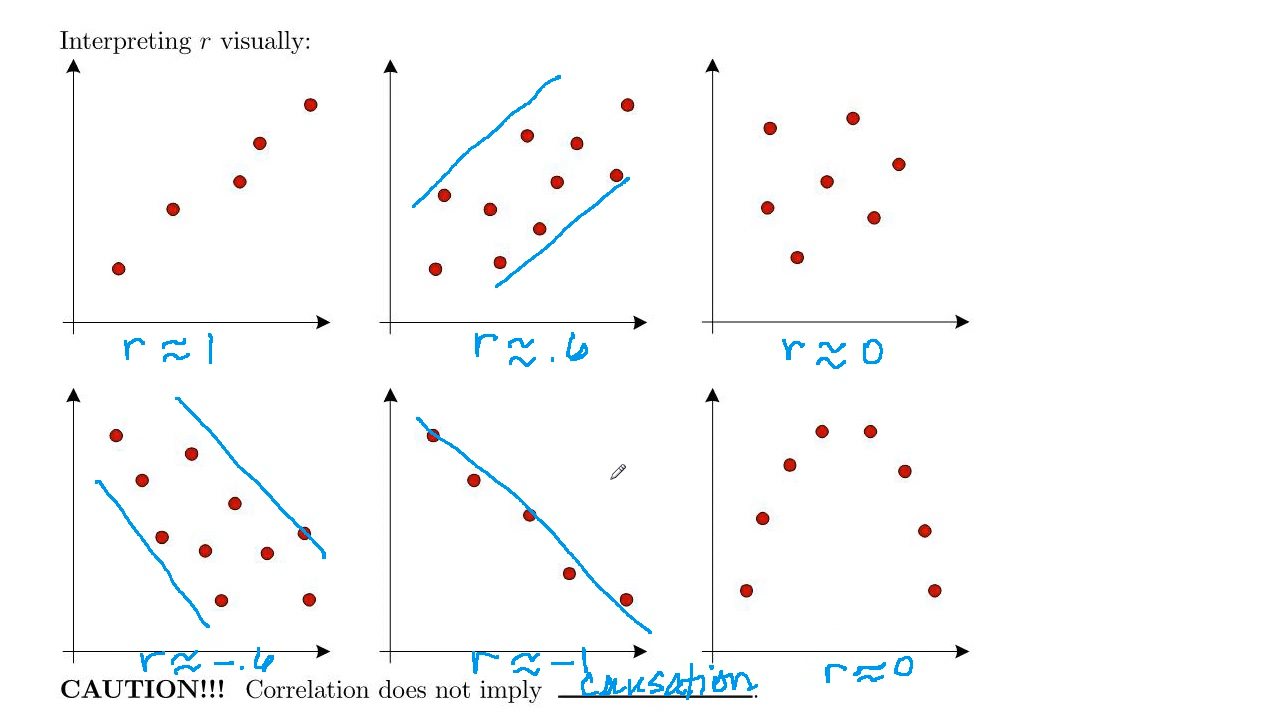 Interpreting r visually:
r ≈ 1
r ≈ .6
r ≈ 0
r ≈ -.6
r ≈ -1
r ≈ 0
CAUTION!!! Correlation does not imply causation.